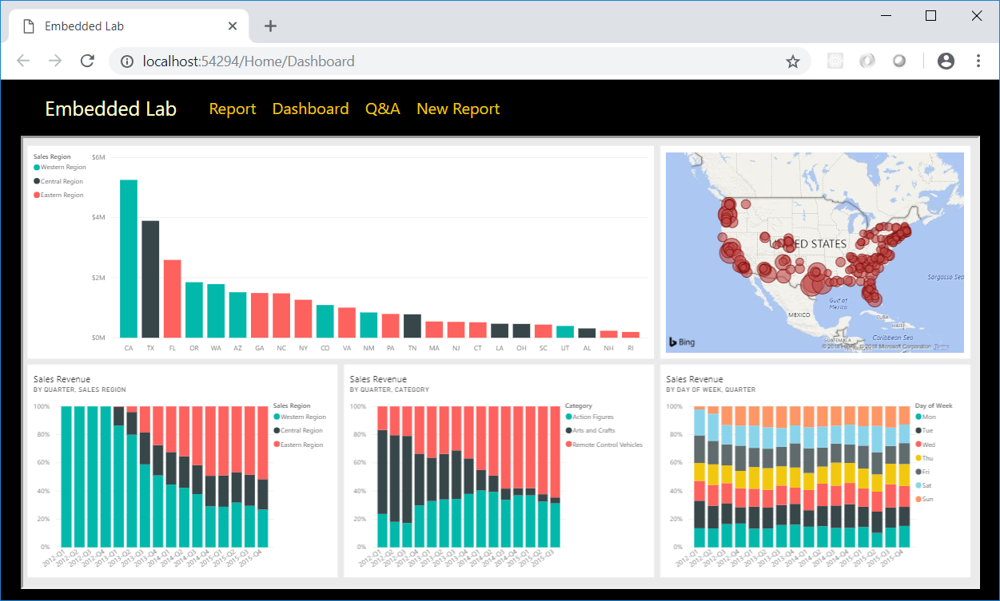 Embedded Lab
localhost:54294/Home/Dashboard
Embedded Lab Report Dashboard Q&A New Report
Sales Region
Western Region
Central Region
Eastern Region
$6M
$4M
$2M
$0M
CA TX FL OR WA AZ GA NC NY CO VA NM PA TN MA NJ CT LA OH SC UT AL NH RI
UNITED STATES
Sargasso Sea
Gulf of
Mexico
MEXICO
CUBA
HAITI
GUATEMALA
Caribbean Sea
Bing
© 2018 HERE, © 2018 Microsoft Corporation Terms
Sales Revenue
BY QUARTER, SALES REGION
100%
80%
60%
40%
20%
0%
2012-Q1 2012-Q2 2012-Q3 2012-Q4 2013-Q1 2013-Q2 2013-Q3 2013-Q4 2014-Q1 2014-Q2 2014-Q3 2014-Q4 2015-Q1 2015-Q2 2015-Q3 2015-Q4
Sales Region
Western Region
Central Region
Eastern Region
Sales Revenue
BY QUARTER, CATEGORY
100%
80%
60%
40%
20%
0%
2012-Q1 2012-Q2 2012-Q3 2012-Q4 2013-Q1 2013-Q2 2013-Q3 2013-Q4 2014-Q1 2014-Q2 2014-Q3 2014-Q4 2015-Q1 2015-Q3
Category
Action Figures
Arts and Crafts
Remote Control Vehicles
Sales Revenue
BY DAY OF WEEK, QUARTER
100%
80%
60%
40%
20%
0%
2012-Q1 2012-Q2 2012-Q3 2012-Q4 2013-Q1 2013-Q2 2013-Q3 2013-Q4 2014-Q1 2014-Q2 2014-Q3 2014-Q4 2015-Q1 2015-Q2 2015-Q3 2015-Q4
Day of Week
Mon
Tue
Wed
Thu
Fri
Sat
Sun